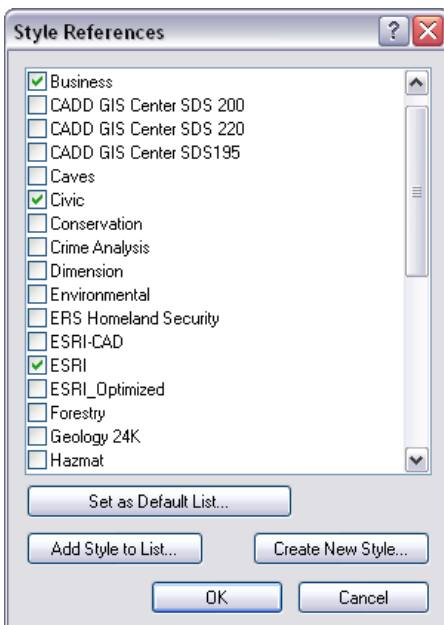 Style References
Business
CADD GIS Center SDS 200
CADD GIS Center SDS 220
CADD GIS Center SDS195
Caves
Civic
Conservation
Crime Analysis
Dimension
Environmental
ERS Homeland Security
ESRI-CAD
ESRI
ESRI_Optimized
Forestry
Geology 24K
Hazmat
Set as Default List...
Add Style to List... Create New Style...
OK Cancel